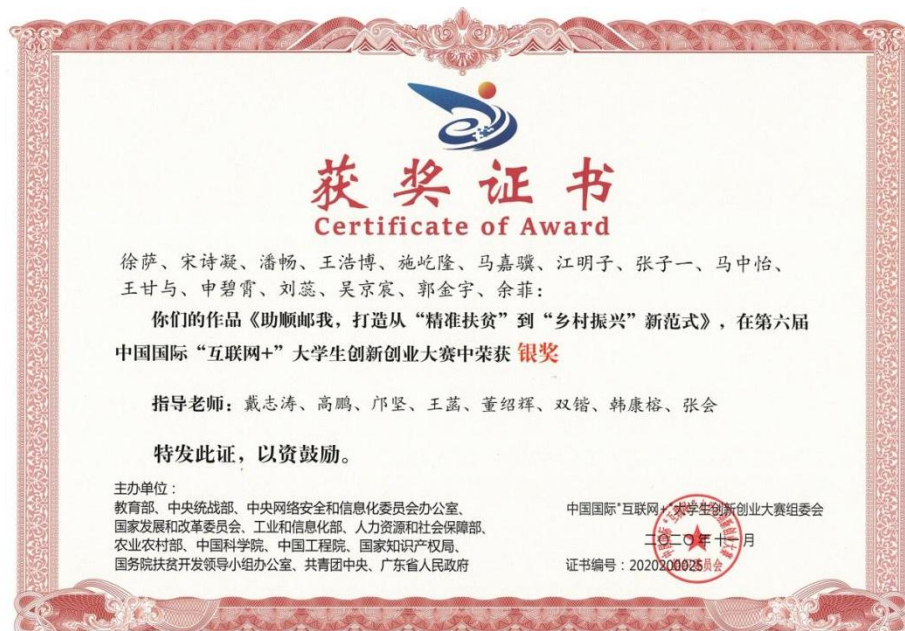 获奖证书
Certificate of Award
徐萨、宋诗凝、潘畅、王浩博、施屹隆、马嘉骥、江明子、张子一、马中怡、
王甘与、申碧霄、刘蕊、吴京宸、郭金宇、余菲：
你们的作品《助顺邮我，打造从“精准扶贫”到“乡村振兴”新范式》，在第六届
中国国际“互联网+”大学生创新创业大赛中荣获 银奖
指导老师：戴志涛、高鹏、邝坚、王菡、董绍辉、双锴、韩康榕、张会
特发此证，以资鼓励。
主办单位：
教育部、中央统战部、中央网络安全和信息化委员会办公室、
国家发展和改革委员会、工业和信息化部、人力资源和社会保障部、
农业农村部、中国科学院、中国工程院、国家知识产权局、
国务院扶贫开发领导小组办公室、共青团中央、广东省人民政府
中国国际“互联网+”大学生创新创业大赛组委会
二〇二〇年十一月
证书编号：2020200025